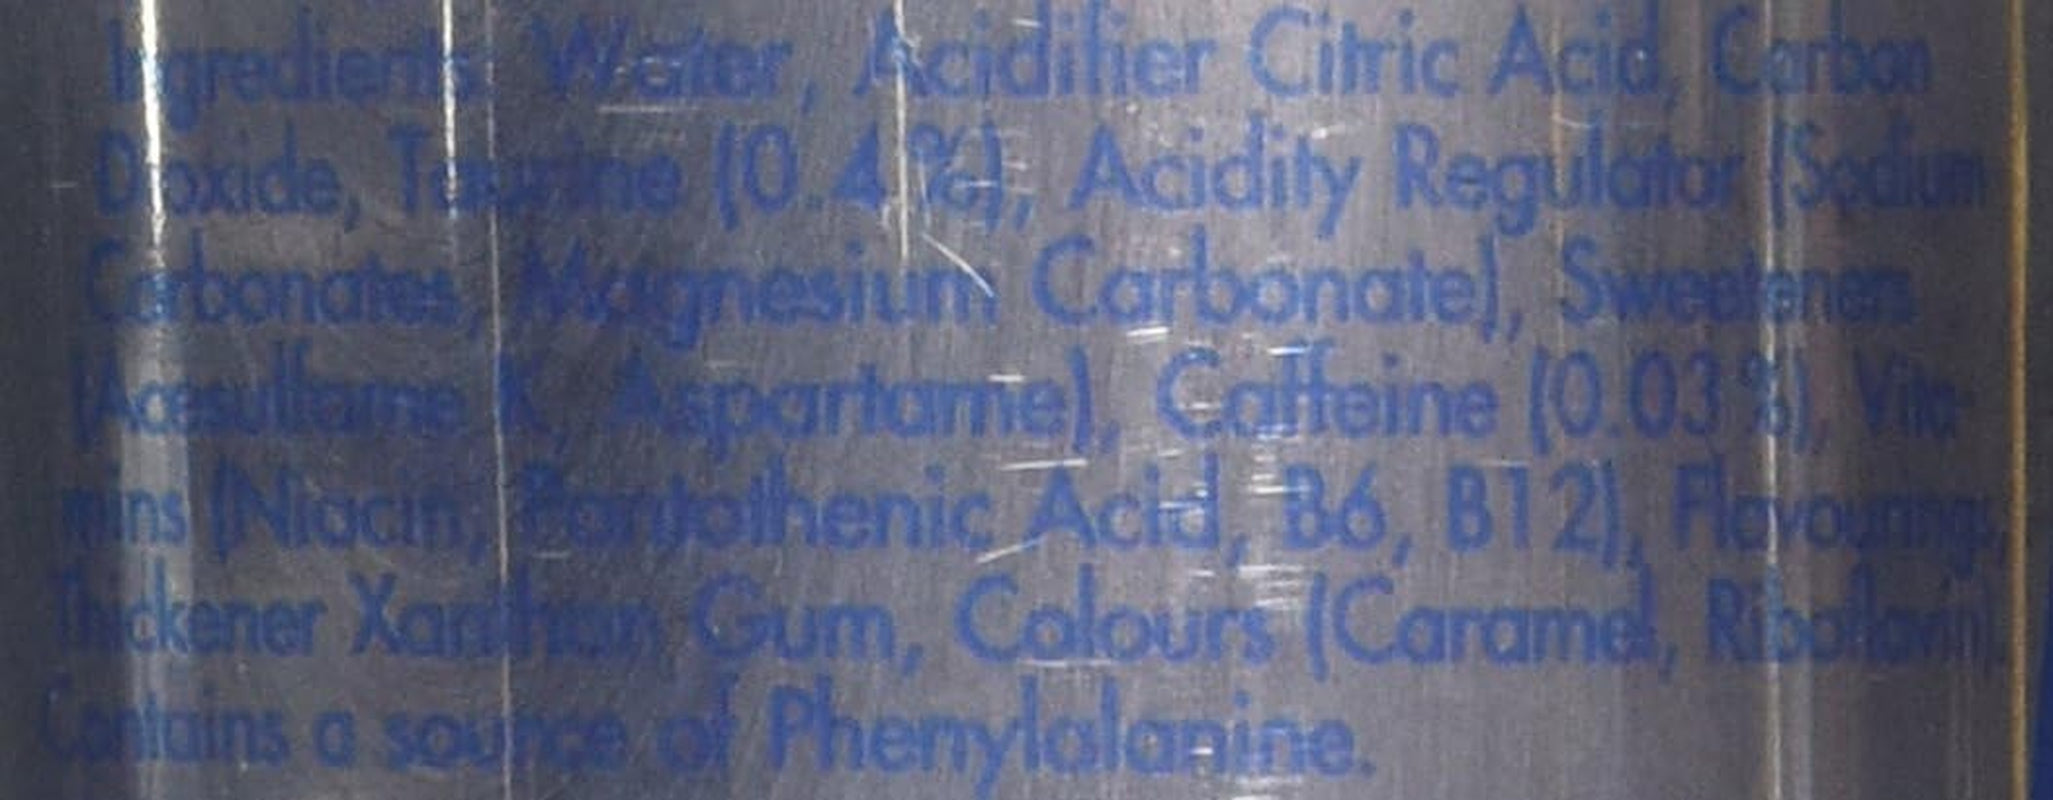 Ingredients: Water, Acidifier Citric Acid, Carbon
Dioxide, Taurine (0.4%), Acidity Regulator (Sodium
Carbonates, Magnesium Carbonate), Sweeteners
(Acesulfame K, Aspartame), Caffeine (0.03%), Vita-
mins (Niacin, Pantothenic Acid, B6, B12), Flavourings,
Thickener Xanthan Gum, Colours (Caramel, Riboflavin).
Contains a source of Phenylalanine.